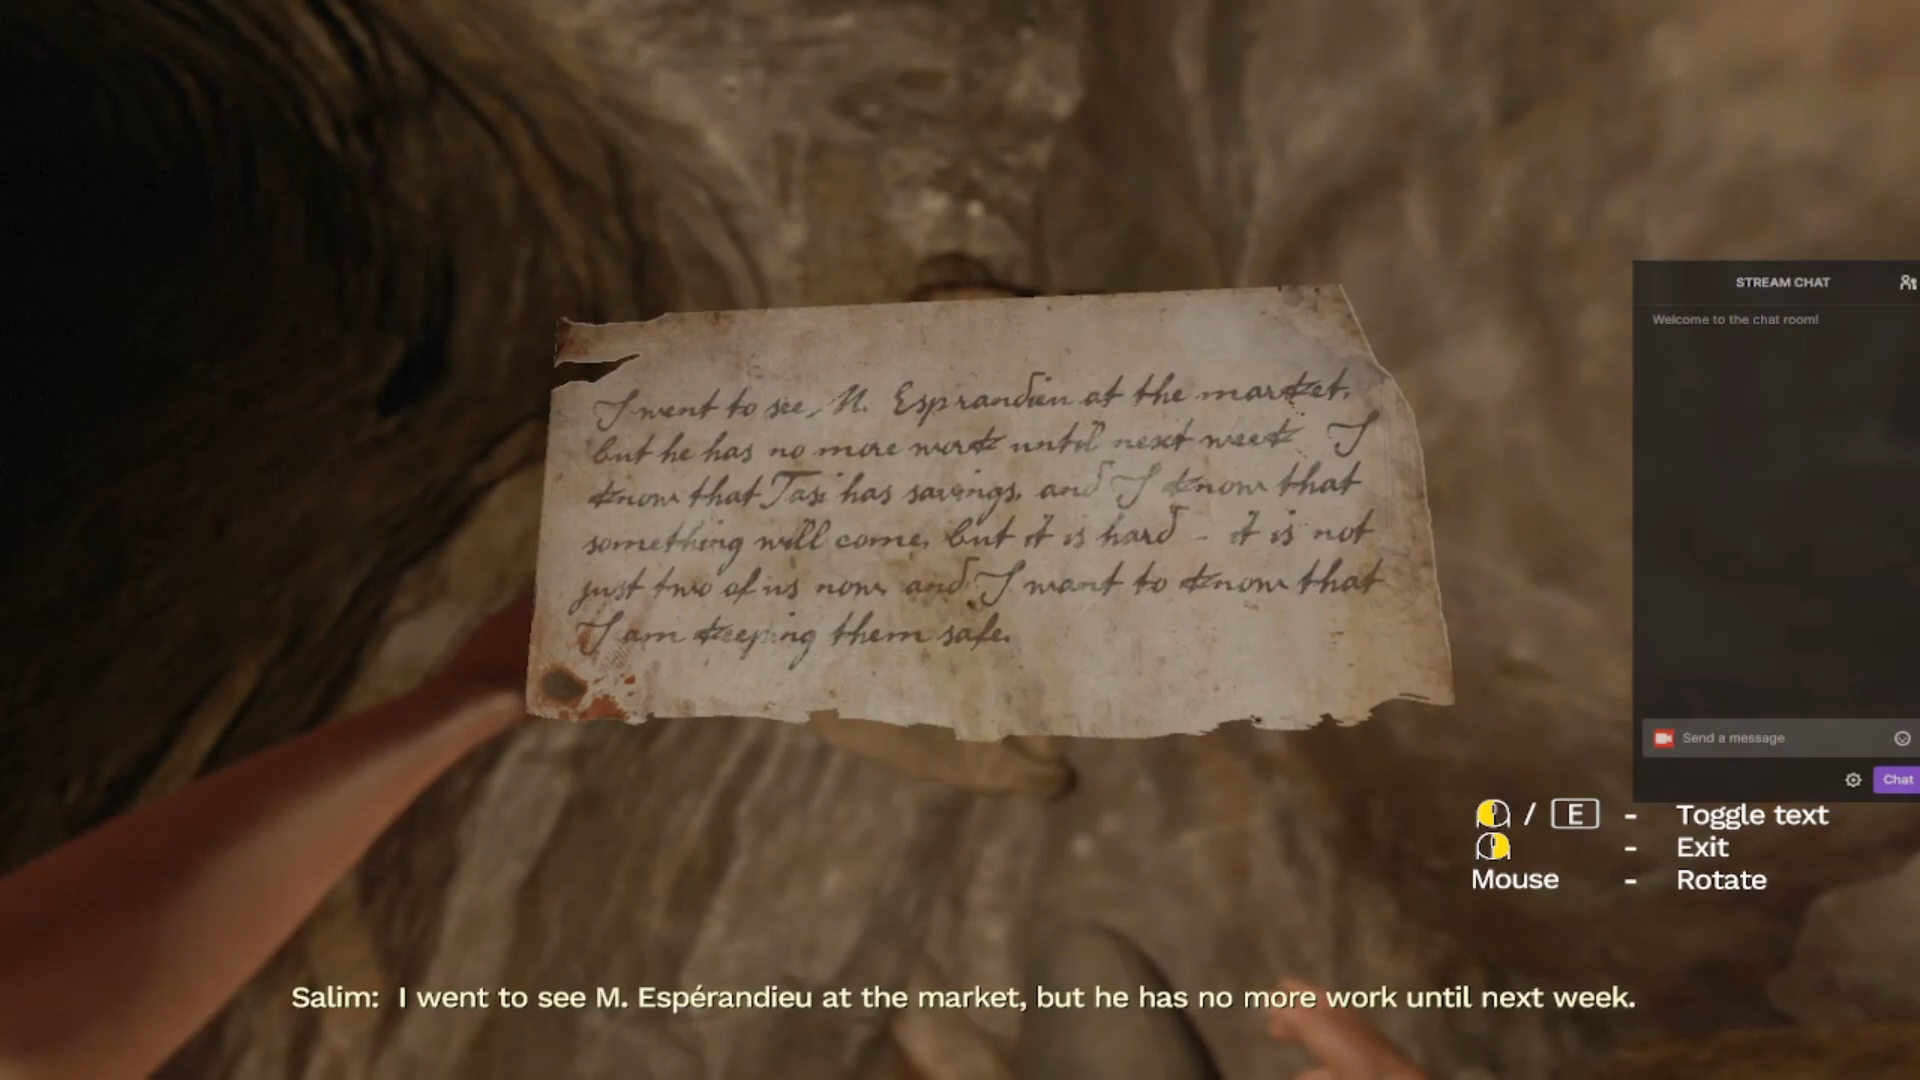 I went to see M. Esprandieu at the market,
but he has no more work until next week. I
know that Tasi has savings, and I know that
something will come, but it is hard - it is not
just two of us now, and I want to know that
I am keeping them safe.
STREAM CHAT
Welcome to the chat room!
Send a message
Chat
/ E - Toggle text
- Exit
Mouse - Rotate
Salim: I went to see M. Espérandieu at the market, but he has no more work until next week.